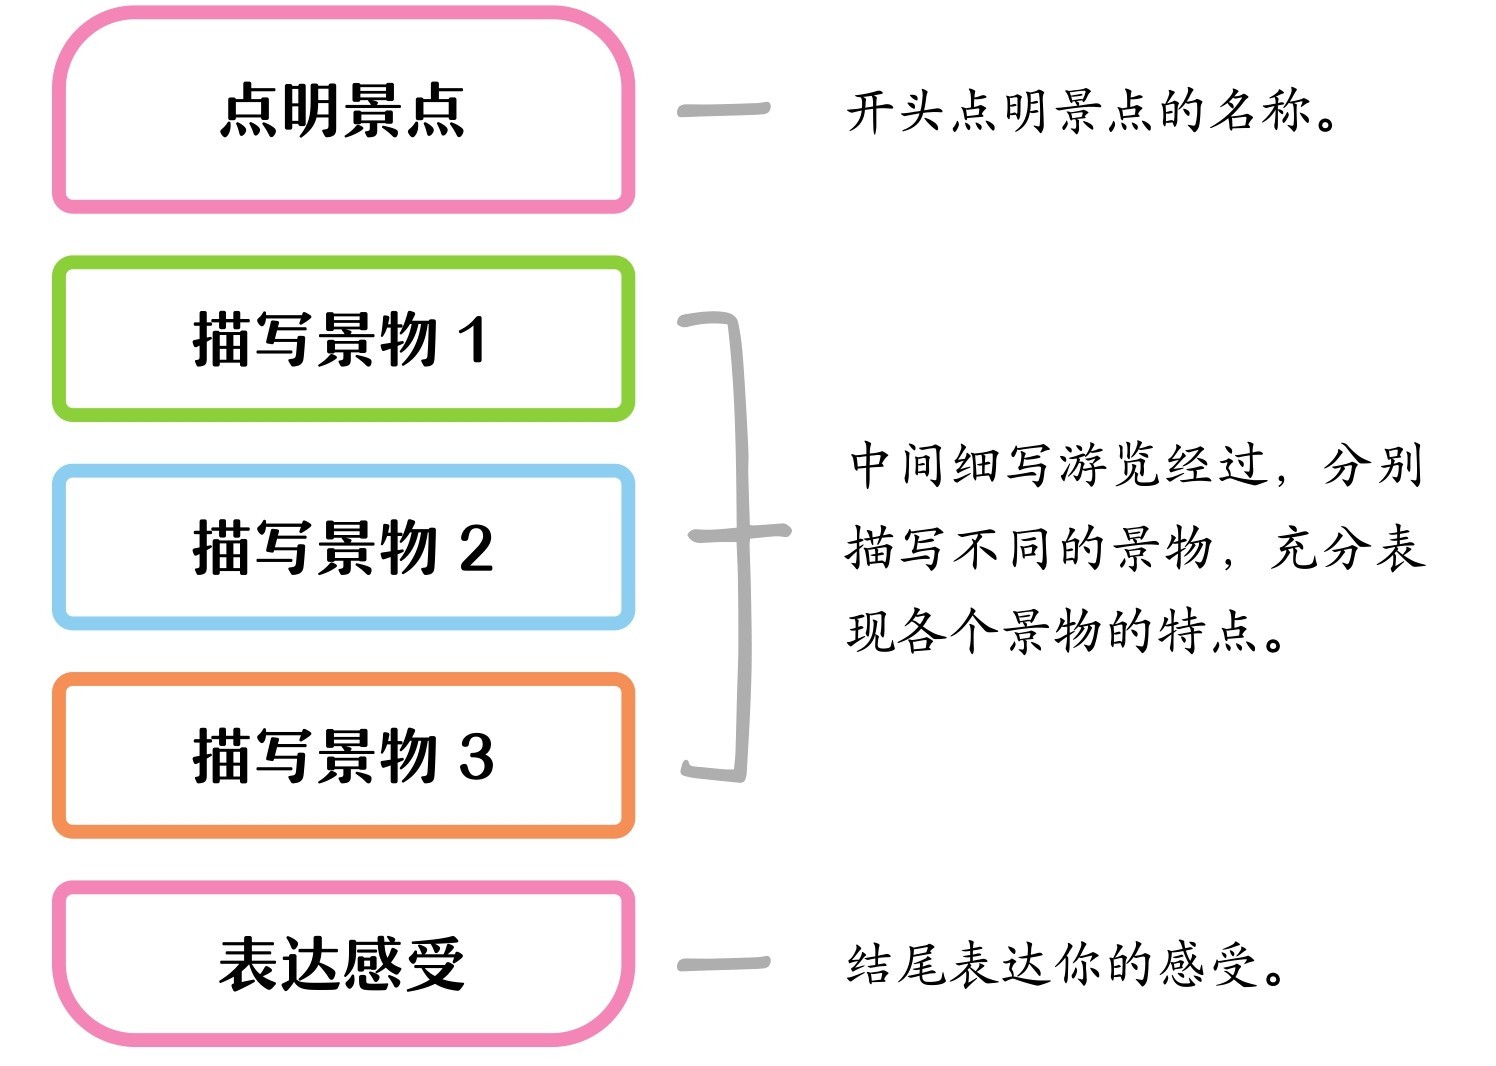 点明景点
开头点明景点的名称。
描写景物 1
描写景物 2
描写景物 3
中间细写游览经过，分别
描写不同的景物，充分表
现各个景物的特点。
表达感受
结尾表达你的感受。